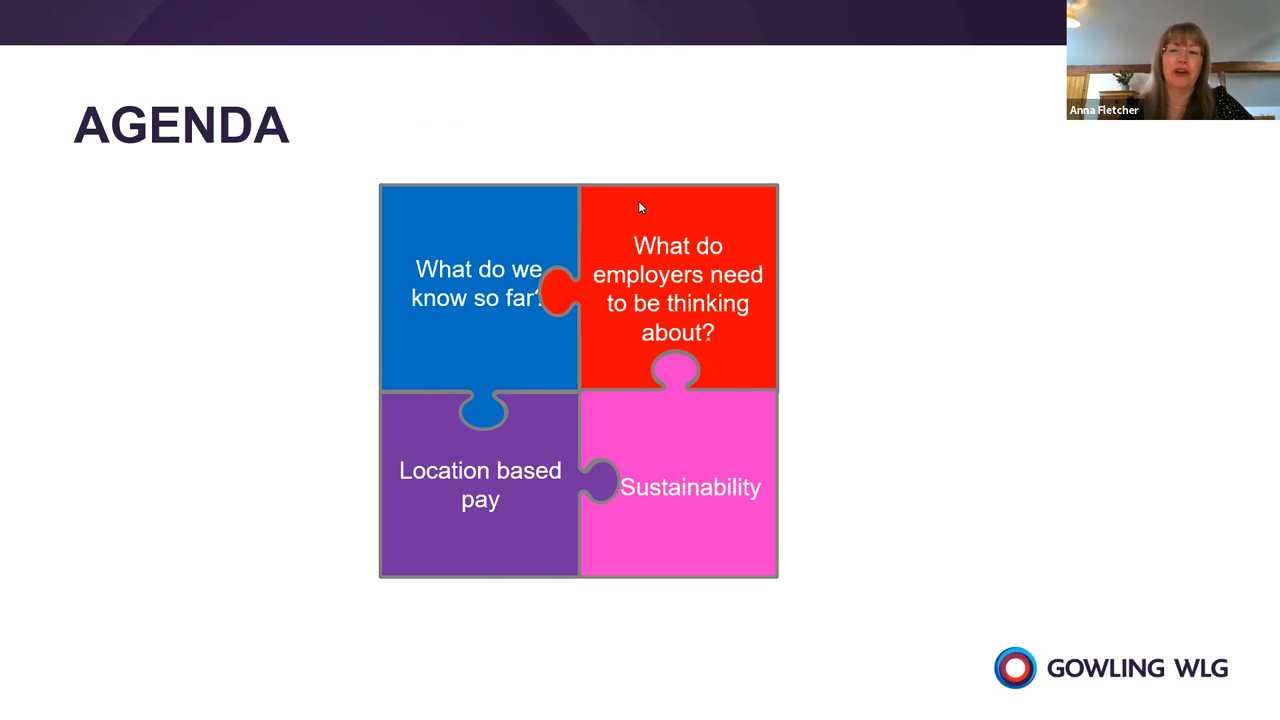 Anna Fletcher
AGENDA
What do we
know so far?
What do
employers need
to be thinking
about?
Location based
pay
Sustainability
GOWLING WLG